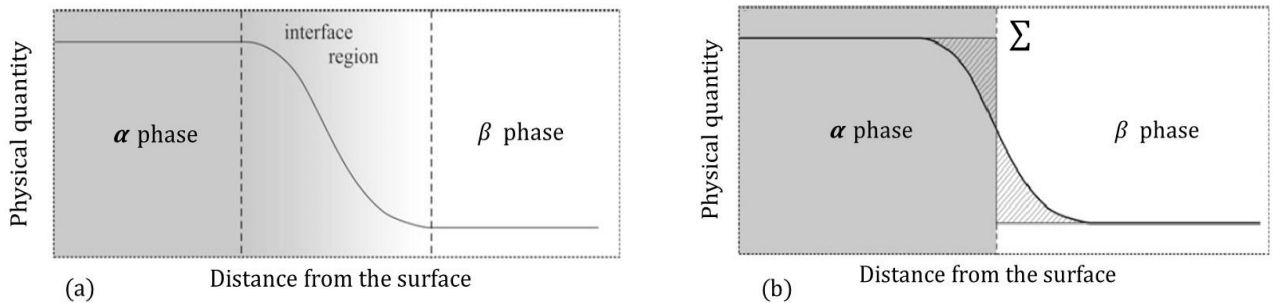 Physical quantity
interface
region
α phase
β phase
Distance from the surface
(a)
Physical quantity
Σ
α phase
β phase
Distance from the surface
(b)